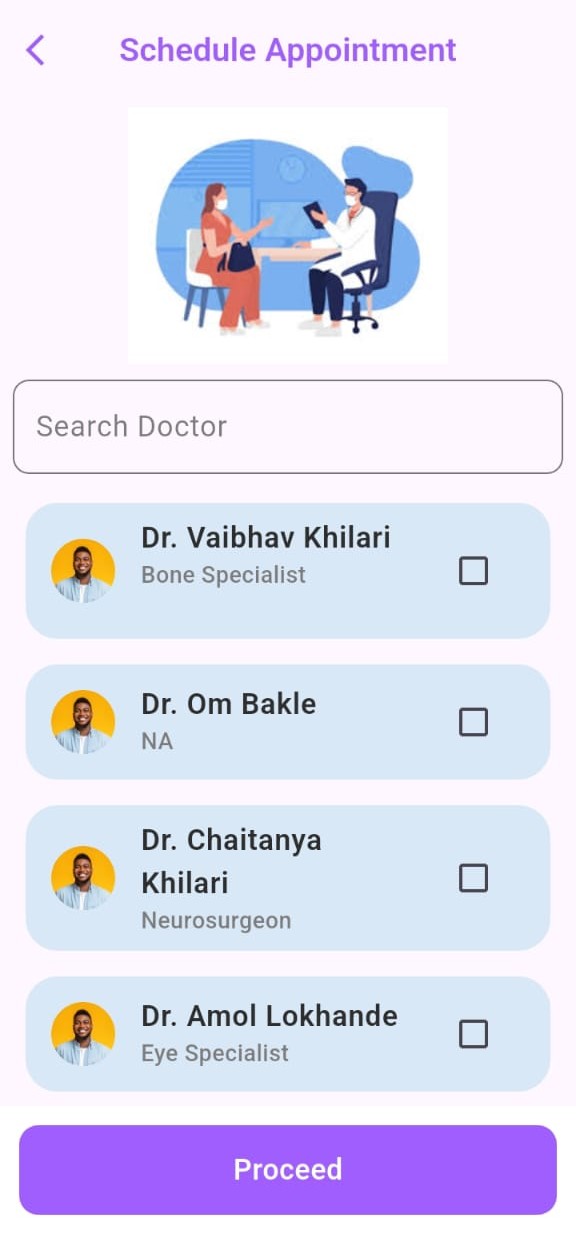 Schedule Appointment
Search Doctor
Dr. Vaibhav Khilari
Bone Specialist
Dr. Om Bakle
NA
Dr. Chaitanya
Khilari
Neurosurgeon
Dr. Amol Lokhande
Eye Specialist
Proceed